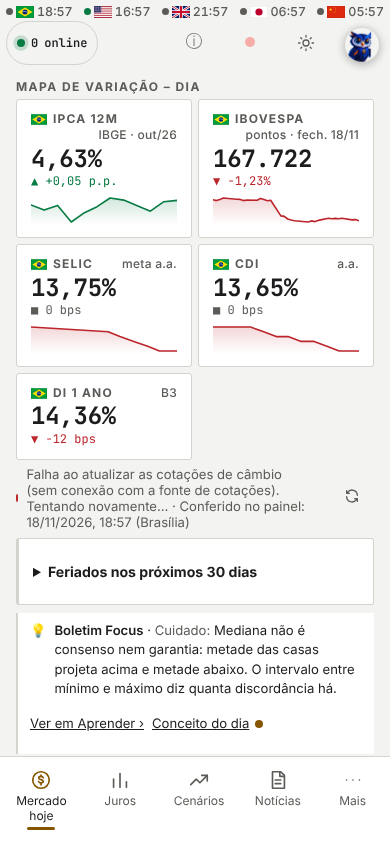 18:57 16:57 21:57 06:57 05:57
0 online
MAPA DE VARIAÇÃO – DIA
IPCA 12M
IBGE · out/26
4,63%
▲ +0,05 p.p.
IBOVESPA
pontos · fech. 18/11
167.722
▼ -1,23%
SELIC meta a.a.
13,75%
■ 0 bps
CDI a.a.
13,65%
■ 0 bps
DI 1 ANO B3
14,36%
▼ -12 bps
Falha ao atualizar as cotações de câmbio
(sem conexão com a fonte de cotações).
Tentando novamente... · Conferido no painel:
18/11/2026, 18:57 (Brasília)
▶ Feriados nos próximos 30 dias
💡 Boletim Focus · Cuidado: Mediana não é
consenso nem garantia: metade das casas
projeta acima e metade abaixo. O intervalo entre
mínimo e máximo diz quanta discordância há.
Ver em Aprender › Conceito do dia
Mercado
hoje
Juros
Cenários
Notícias
Mais